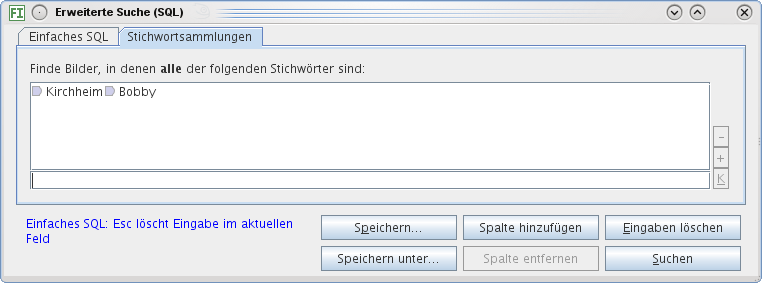 FI Erweiterte Suche (SQL)
Einfaches SQL Stichwortsammlungen
Finde Bilder, in denen alle der folgenden Stichwörter sind:
Kirchheim Bobby
-
+
K
Einfaches SQL: Esc löscht Eingabe im aktuellen
Feld
Speichern... Spalte hinzufügen Eingaben löschen
Speichern unter... Spalte entfernen Suchen